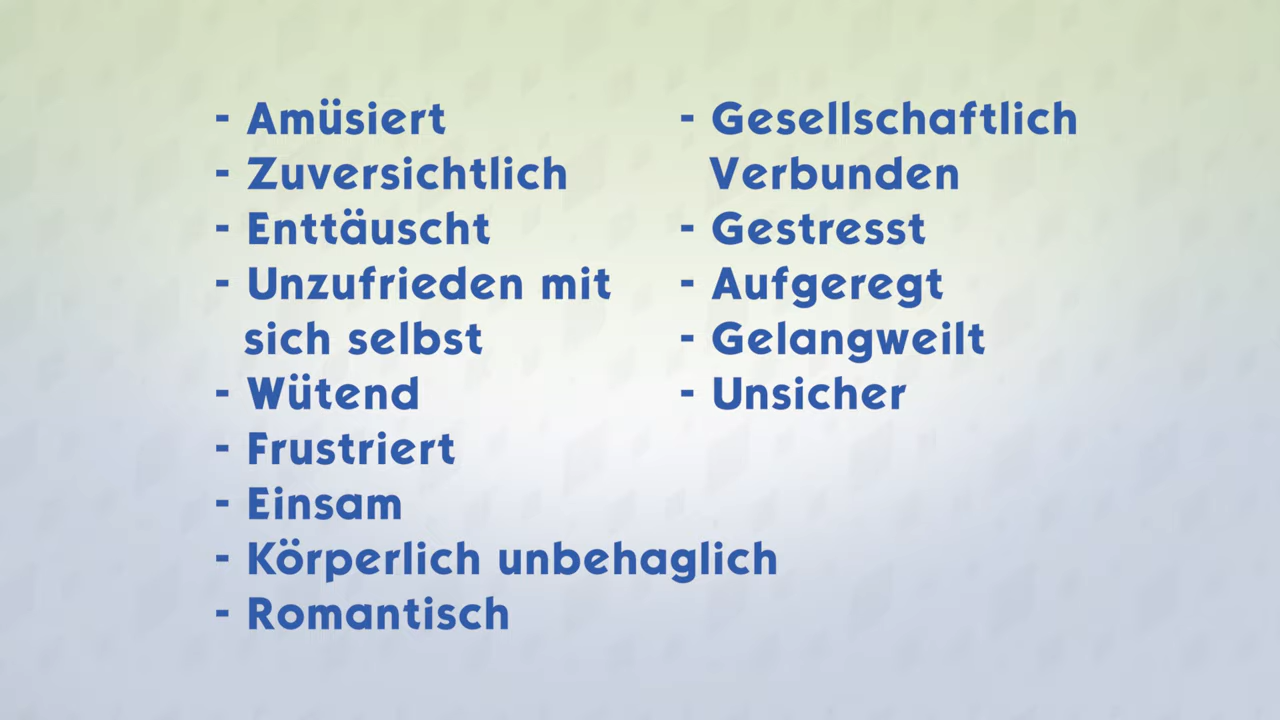 - Amüsiert
- Zuversichtlich
- Enttäuscht
- Unzufrieden mit
sich selbst
- Wütend
- Frustriert
- Einsam
- Körperlich unbehaglich
- Romantisch
- Gesellschaftlich
Verbunden
- Gestresst
- Aufgeregt
- Gelangweilt
- Unsicher